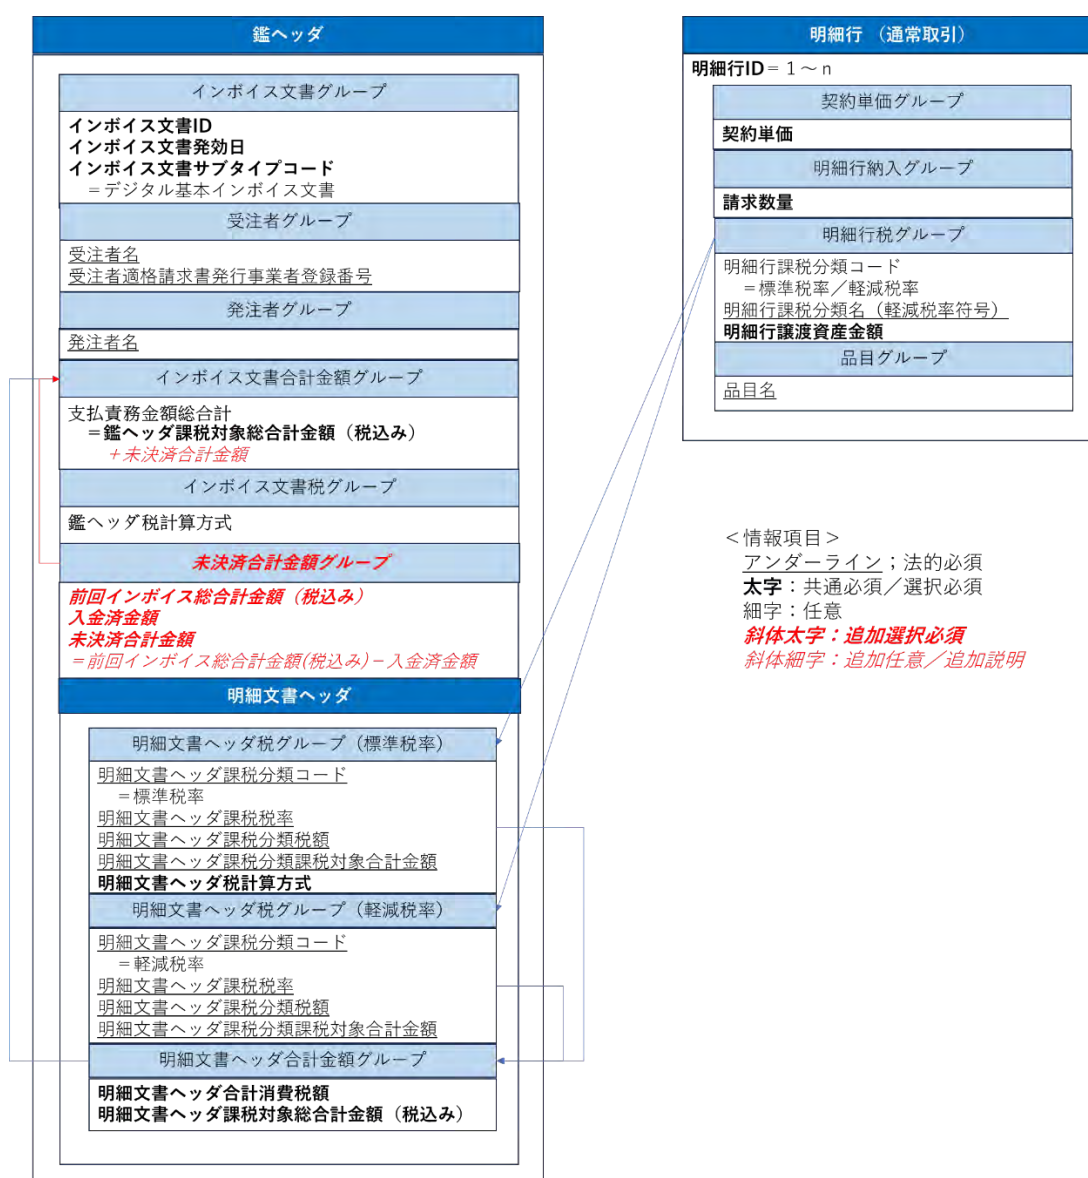 鑑ヘッダ
インボイス文書グループ
インボイス文書ID
インボイス文書発効日
インボイス文書サブタイプコード
＝デジタル基本インボイス文書
受注者グループ
受注者名
受注者適格請求書発行事業者登録番号
発注者グループ
発注者名
インボイス文書合計金額グループ
支払責務金額総合計
＝鑑ヘッダ課税対象総合計金額（税込み）
＋未決済合計金額
インボイス文書税グループ
鑑ヘッダ税計算方式
未決済合計金額グループ
前回インボイス総合計金額（税込み）
入金済金額
未決済合計金額
＝前回インボイス総合計金額(税込み)－入金済金額
明細文書ヘッダ
明細文書ヘッダ税グループ（標準税率）
明細文書ヘッダ課税分類コード
＝標準税率
明細文書ヘッダ課税税率
明細文書ヘッダ課税分類税額
明細文書ヘッダ課税分類課税対象合計金額
明細文書ヘッダ税計算方式
明細文書ヘッダ税グループ（軽減税率）
明細文書ヘッダ課税分類コード
＝軽減税率
明細文書ヘッダ課税税率
明細文書ヘッダ課税分類税額
明細文書ヘッダ課税分類課税対象合計金額
明細文書ヘッダ合計金額グループ
明細文書ヘッダ合計消費税額
明細文書ヘッダ課税対象総合計金額（税込み）
明細行 （通常取引）
明細行ID＝１～ｎ
契約単価グループ
契約単価
明細行納入グループ
請求数量
明細行税グループ
明細行課税分類コード
＝標準税率／軽減税率
明細行課税分類名（軽減税率符号）
明細行譲渡資産金額
品目グループ
品目名
＜情報項目＞
アンダーライン；法的必須
太字：共通必須／選択必須
細字：任意
斜体太字：追加選択必須
斜体細字：追加任意／追加説明